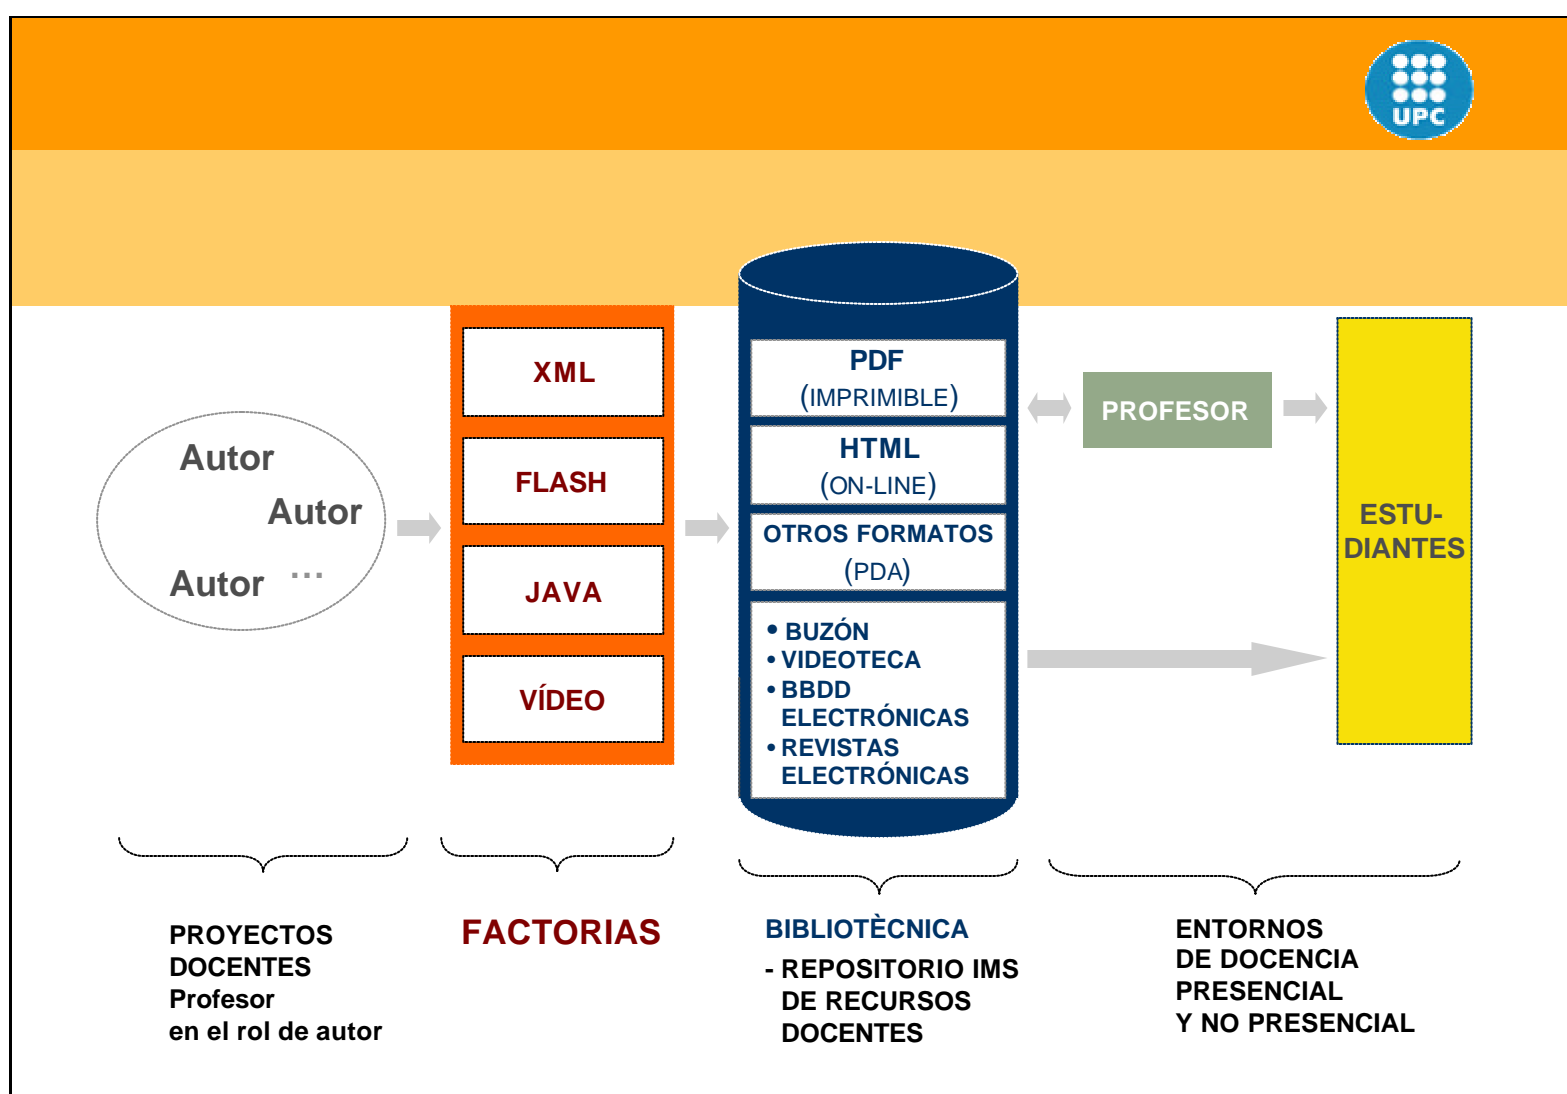 UPC
Autor
Autor
Autor ...
XML
FLASH
JAVA
VÍDEO
PDF
(IMPRIMIBLE)
HTML
(ON-LINE)
OTROS FORMATOS
(PDA)
• BUZÓN
• VIDEOTECA
• BBDD
ELECTRÓNICAS
• REVISTAS
ELECTRÓNICAS
PROFESOR
ESTU-
DIANTES
PROYECTOS
DOCENTES
Profesor
en el rol de autor
FACTORIAS
BIBLIOTÈCNICA
- REPOSITORIO IMS
DE RECURSOS
DOCENTES
ENTORNOS
DE DOCENCIA
PRESENCIAL
Y NO PRESENCIAL